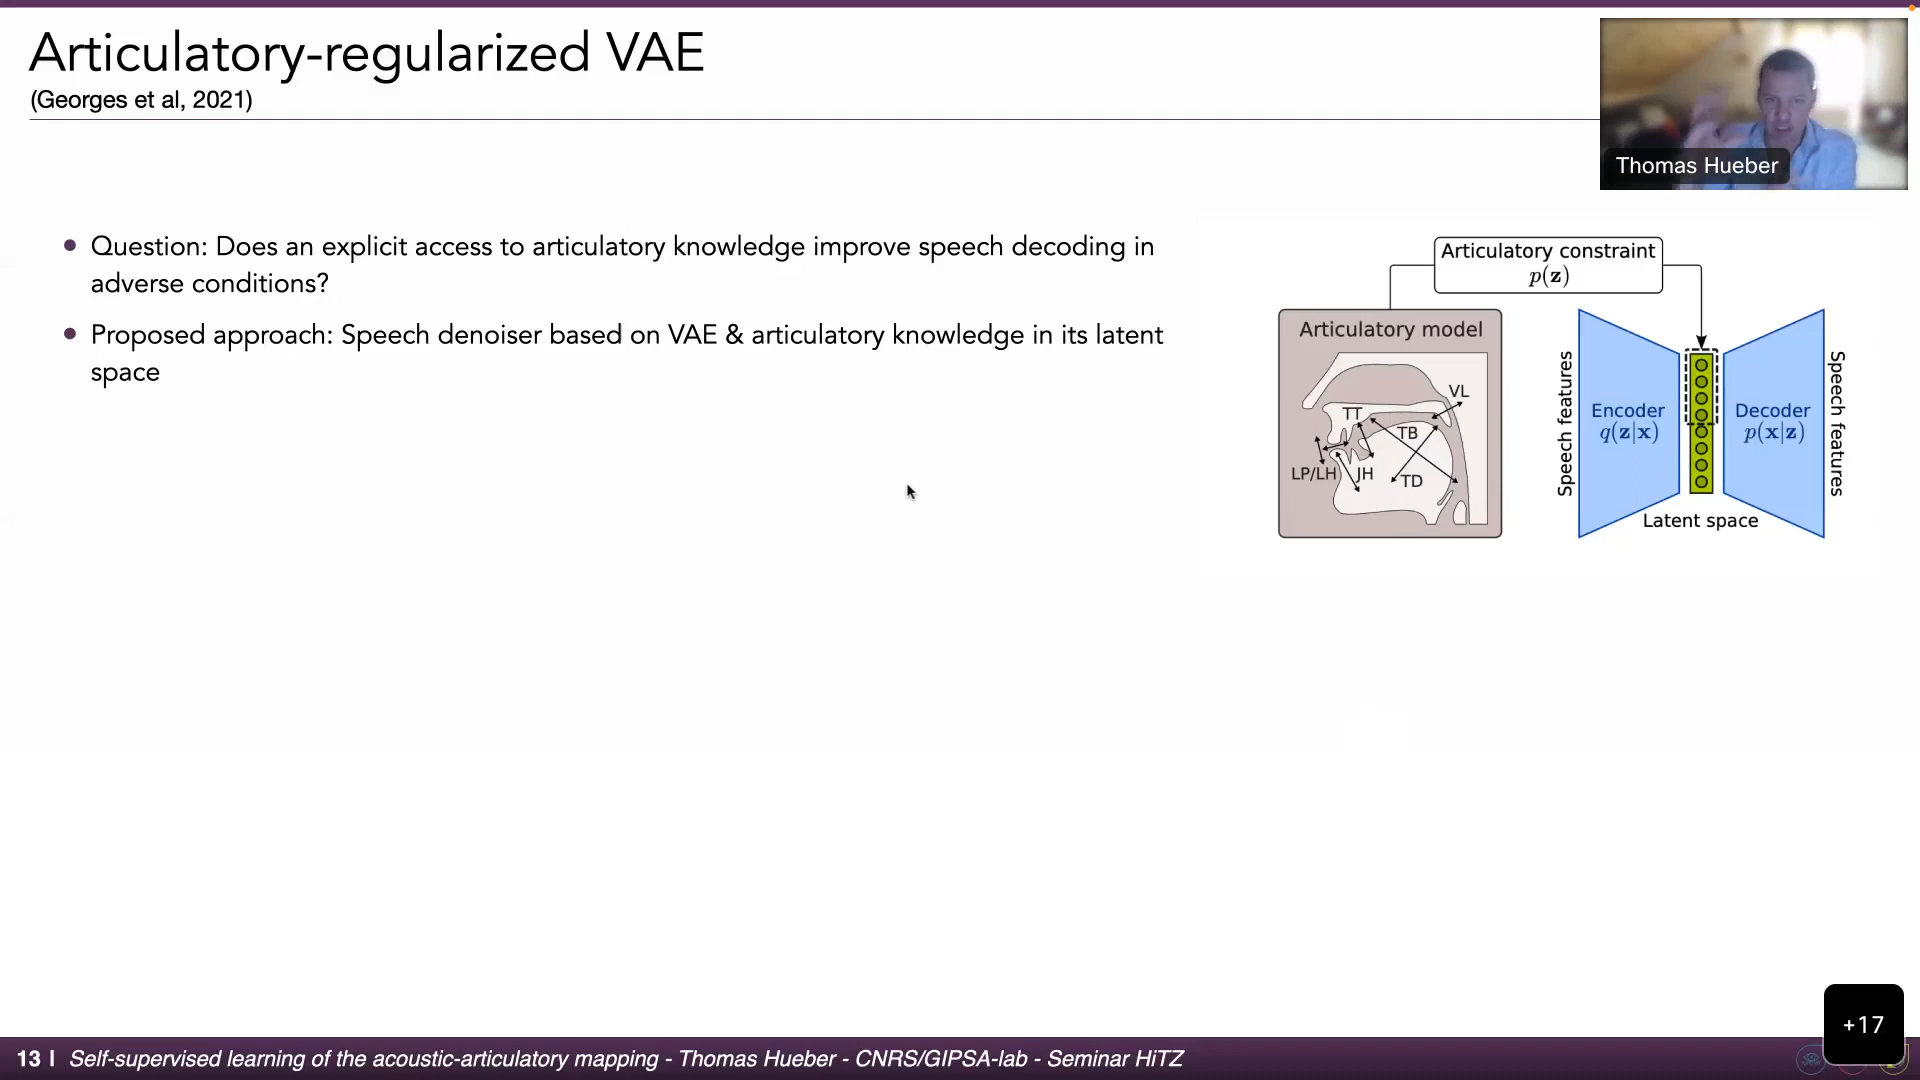 Articulatory-regularized VAE
(Georges et al, 2021)
Thomas Hueber
• Question: Does an explicit access to articulatory knowledge improve speech decoding in
adverse conditions?
• Proposed approach: Speech denoiser based on VAE & articulatory knowledge in its latent
space
Articulatory constraint
p(z)
Articulatory model
VL
TT
TB
LP/LH
JH
TD
Speech features
Encoder
q(z|x)
Decoder
p(x|z)
Speech features
Latent space
+17
13 | Self-supervised learning of the acoustic-articulatory mapping - Thomas Hueber - CNRS/GIPSA-lab - Seminar HiTZ